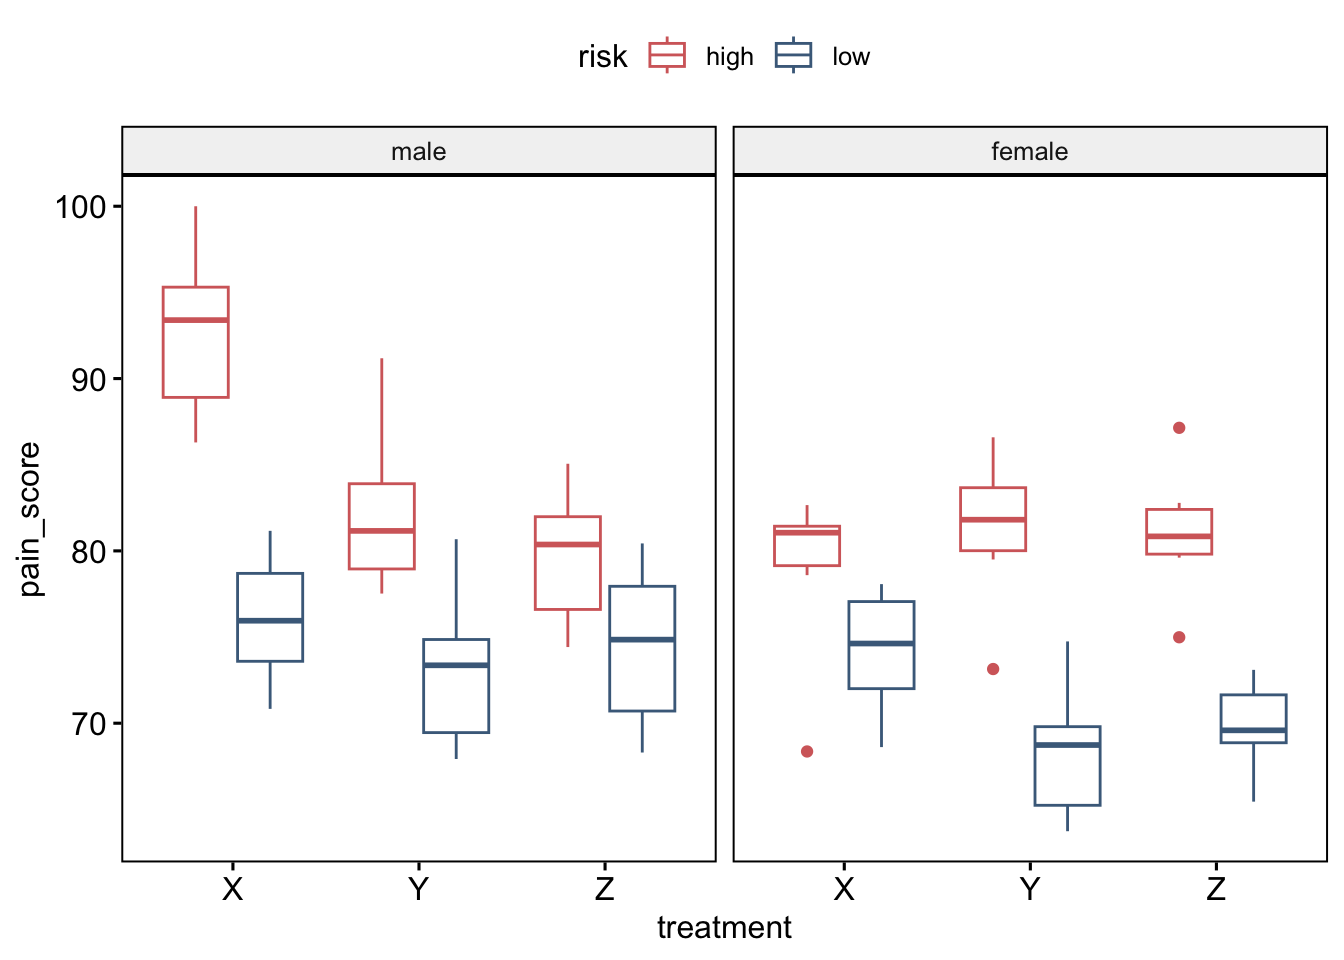 risk high low
male female
100
90
80
70
pain_score
X Y Z X Y Z
treatment